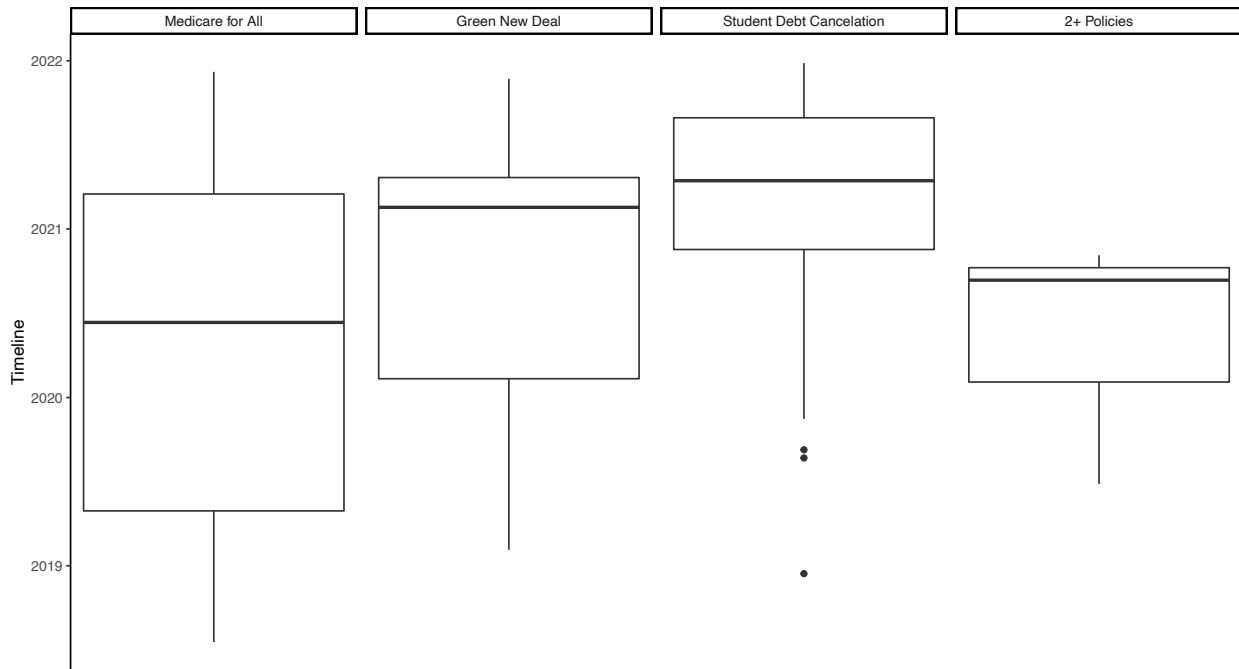 Medicare for All
Green New Deal
Student Debt Cancelation
2+ Policies
2022
2021
2020
2019
Timeline